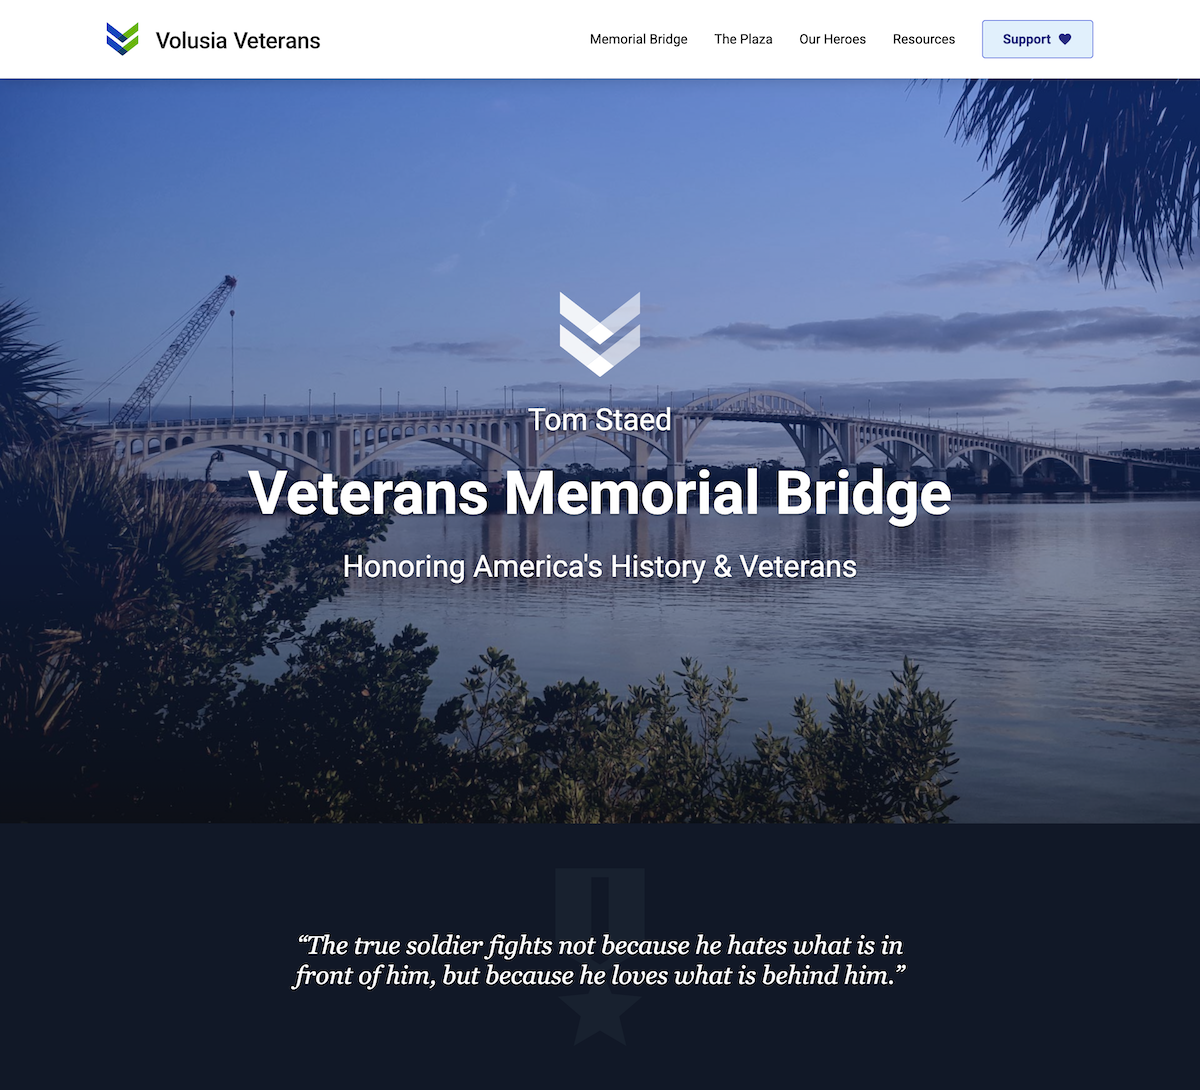 Volusia Veterans
Memorial Bridge
The Plaza
Our Heroes
Resources
Support
Tom Staed
Veterans Memorial Bridge
Honoring America's History & Veterans
“The true soldier fights not because he hates what is in
front of him, but because he loves what is behind him.”